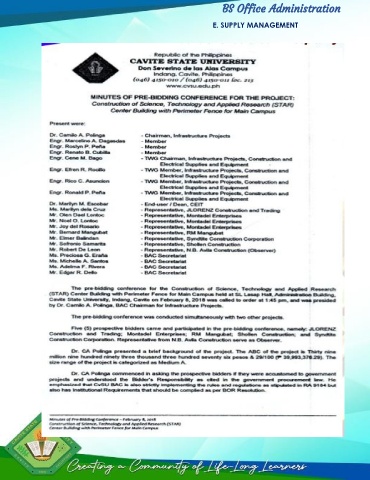 BS Office Administration
E. SUPPLY MANAGEMENT
Republic of the Philippines
CAVITE STATE UNIVERSITY
Don Severino de las Alas Campus
Indang, Cavite, Philippines
(046) 4150-010 / (046) 4150-011 loc. 213
www.cvsu.edu.ph
MINUTES OF PRE-BIDDING CONFERENCE FOR THE PROJECT:
Construction of Science, Technology and Applied Research (STAR)
Center Building with Perimeter Fence for Main Campus
Present were:
Dr. Camilo A. Polinga - Chairman, Infrastructure Projects
Engr. Marcelino A. Dagasdas - Member
Engr. Roslyn P. Peña - Member
Engr. Renato B. Cubilla - Member
Engr. Gene M. Bago - TWG Chairman, Infrastructure Projects, Construction and
Electrical Supplies and Equipment
Engr. Efren R. Rocillo - TWG Member, Infrastructure Projects, Construction and
Electrical Supplies and Equipment
Engr. Rico C. Asuncion - TWG Member, Infrastructure Projects, Construction and
Electrical Supplies and Equipment
Engr. Ronald P. Peña - TWG Member, Infrastructure Projects, Construction and
Electrical Supplies and Equipment
Dr. Marilyn M. Escobar - End-user / Dean, CEIT
Ms. Marilyn dela Cruz - Representative, JLORENZ Construction and Trading
Mr. Olen Deel Lontoc - Representative, Montadel Enterprises
Mr. Noel O. Lontoc - Representative, Montadel Enterprises
Mr. Jay del Rosario - Representative, Montadel Enterprises
Mr. Bernard Mangubat - Representative, RM Mangubat
Mr. Elmer Balindan - Representative, Syndtite Construction Corporation
Mr. Sofronio Samarita - Representative, Shollen Construction
Mr. Robert De Leon - Representative, N.B. Avila Construction (Observer)
Ms. Preciosa G. Eraña - BAC Secretariat
Ms. Michelle A. Santos - BAC Secretariat
Ms. Adelma F. Rivera - BAC Secretariat
Mr. Edgar R. Dello - BAC Secretariat
The pre-bidding conference for the Construction of Science, Technology and Applied Research
(STAR) Center Building with Perimeter Fence for Main Campus held at SL Lasap Hall, Administration Building,
Cavite State University, Indang, Cavite on February 8, 2018 was called to order at 1:45 pm, and was presided
by Dr. Camilo A. Polinga, BAC Chairman for Infrastructure Projects.
The pre-bidding conference was conducted simultaneously with two other projects.
Five (5) prospective bidders came and participated in the pre-bidding conference, namely: JLORENZ
Construction and Trading; Montadel Enterprises; RM Mangubat; Shollen Construction; and Syndtite
Construction Corporation. Representative from N.B. Avila Construction serve as Observer.
Dr. CA Polinga presented a brief background of the project. The ABC of the project is Thirty nine
million nine hundred ninety three thousand three hundred seventy six pesos & 29/100 (P 39,993,376.29). The
size range of the project is categorized as Medium A.
Dr. CA Polinga commenced in asking the prospective bidders if they were accustomed to government
projects and understood the Bidder's Responsibility as cited in the government procurement law. He
emphasized that CvSU BAC is also strictly implementing the rules and regulations as stipulated in RA 9184 but
also has Institutional Requirements that should be complied as per BOR Resolution.
Minutes of Pre-Bidding Conference – February 8, 2018
Construction of Science, Technology and Applied Research (STAR)
Center Building with Perimeter Fence for Main Campus
Creating a Community of Life-Long Learners